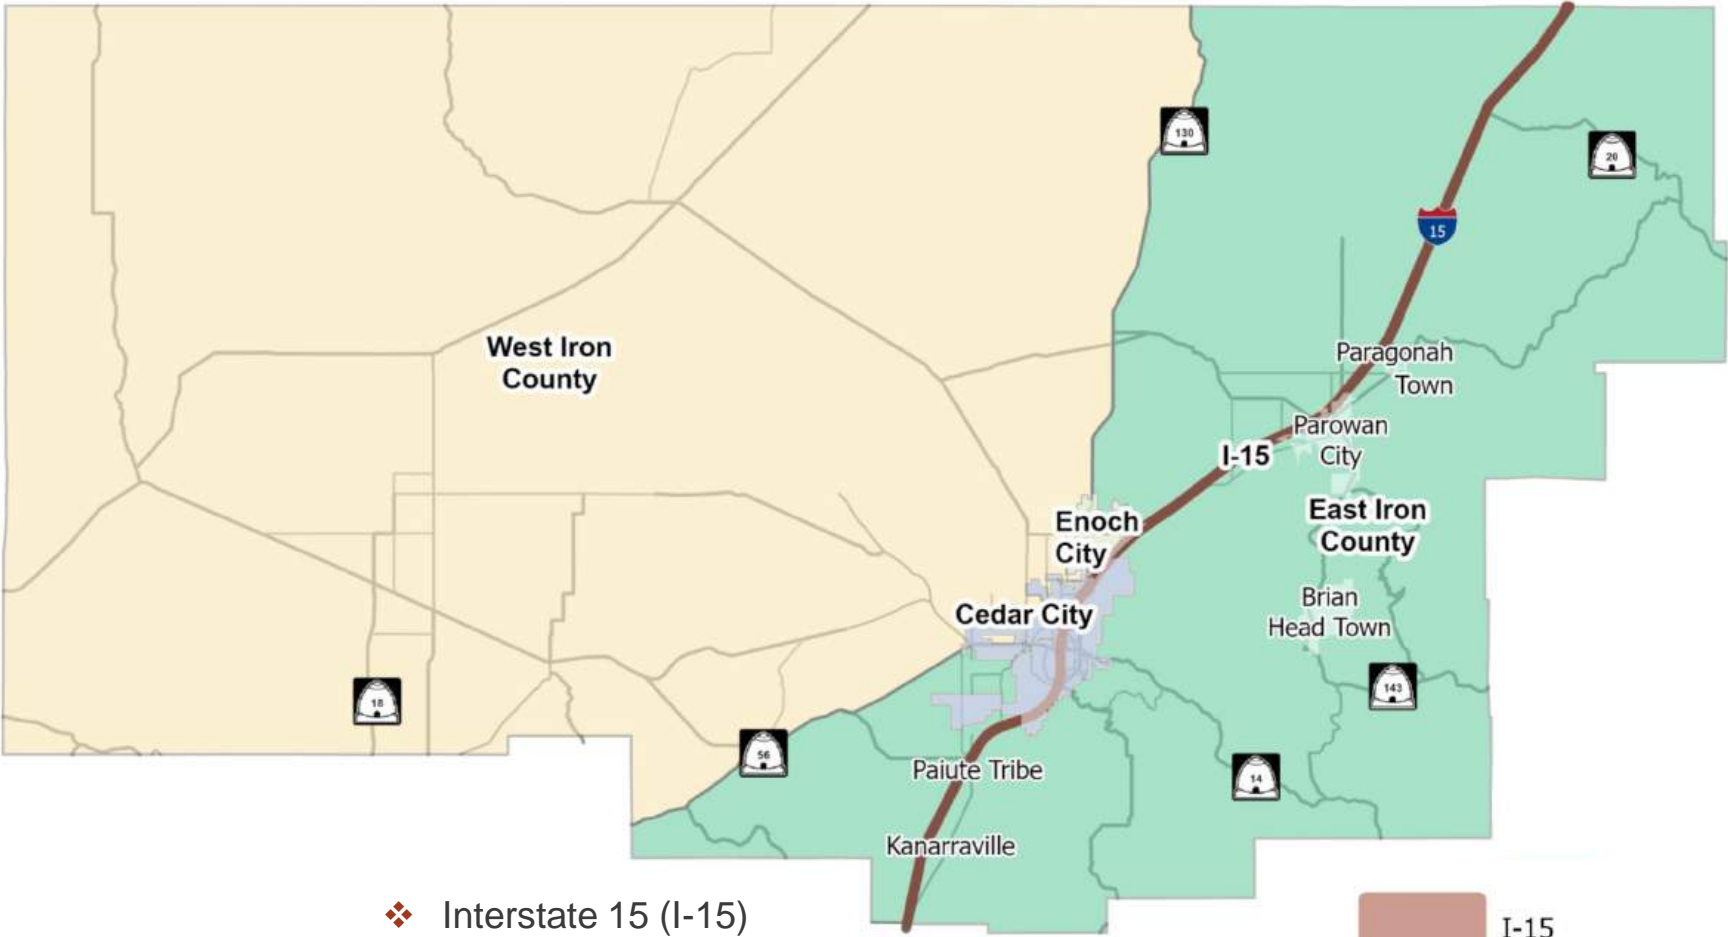 130
20
15
West Iron
County
Paragonah
Town
Parowan
City
I-15
East Iron
County
Enoch
City
Brian
Head Town
Cedar City
18
143
56
14
Paiute Tribe
Kanarraville
❖ Interstate 15 (I-15)
I-15